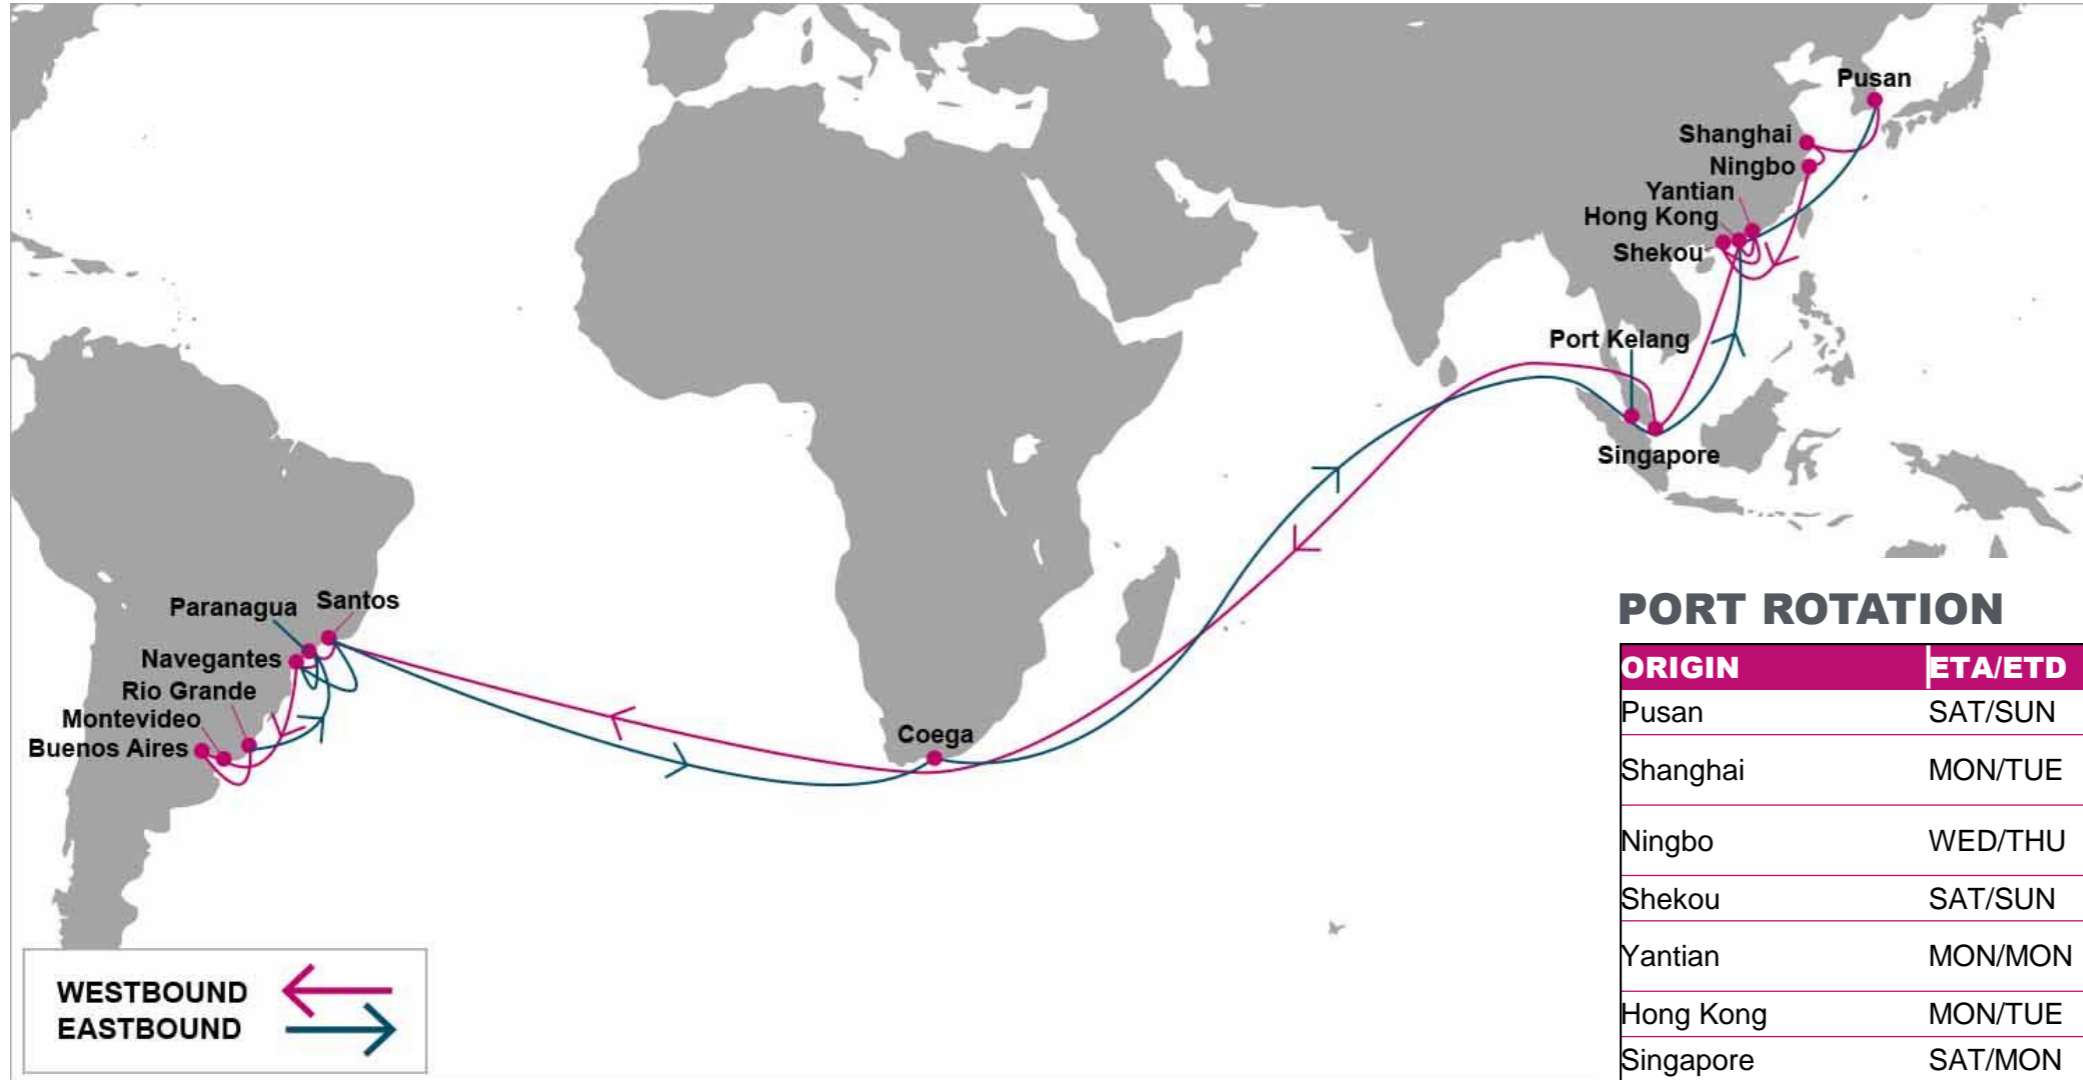 Pusan
Shanghai
Ningbo
Yantian
Hong Kong
Shekou
Port Kelang
Singapore
Paranagua
Santos
Navegantes
Rio Grande
Montevideo
Buenos Aires
Coega
WESTBOUND
EASTBOUND
PORT ROTATION
ORIGIN ETA/ETD
Pusan SAT/SUN
Shanghai MON/TUE
Ningbo WED/THU
Shekou SAT/SUN
Yantian MON/MON
Hong Kong MON/TUE
Singapore SAT/MON